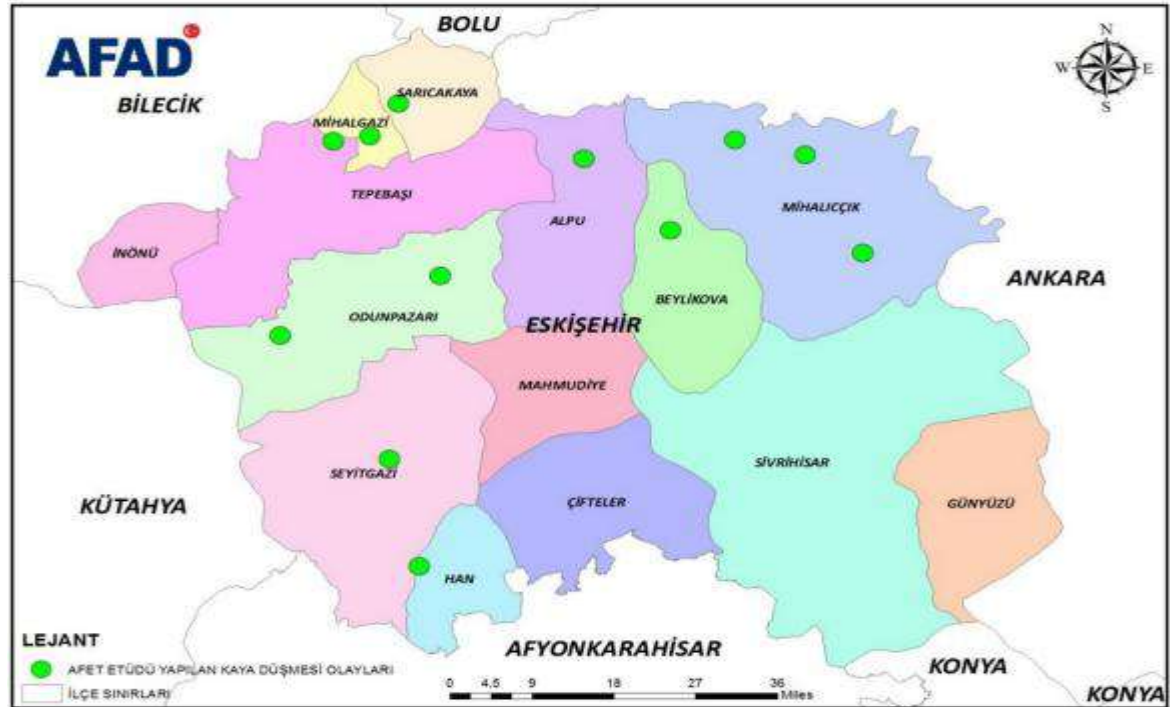 BOLU
N
AFAD
W E
S
BİLECİK
SARICAKAYA
MİHALGAZİ
TEPEBAŞI
ALPU
MİHALIÇÇIK
İNÖNÜ
ANKARA
BEYLİKOVA
ODUNPAZARI
ESKİŞEHİR
MAHMUDİYE
SİVRİHİSAR
SEYİTGAZİ
KÜTAHYA
ÇİFTELER
GÜNYÜZÜ
HAN
LEJANT
AFYONKARAHİSAR
AFET ETÜDÜ YAPILAN KAYA DÜŞMESİ OLAYLARI
KONYA
İLÇE SINIRLARI
0 4,5 9 18 27 36
Miles
KONYA